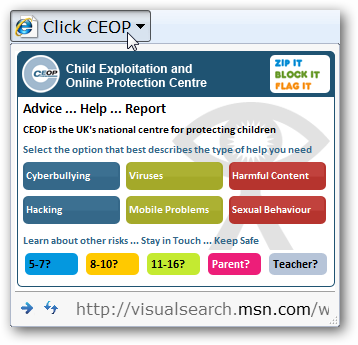 Click CEOP
CEOP
Child Exploitation and
Online Protection Centre
ZIP IT
BLOCK IT
FLAG IT
Advice ... Help ... Report
CEOP is the UK's national centre for protecting children
Select the option that best describes the type of help you need
Cyberbullying Viruses Harmful Content
Hacking Mobile Problems Sexual Behaviour
Learn about other risks ... Stay in Touch ... Keep Safe
5-7? 8-10? 11-16? Parent? Teacher?
http://visualsearch.msn.com/w